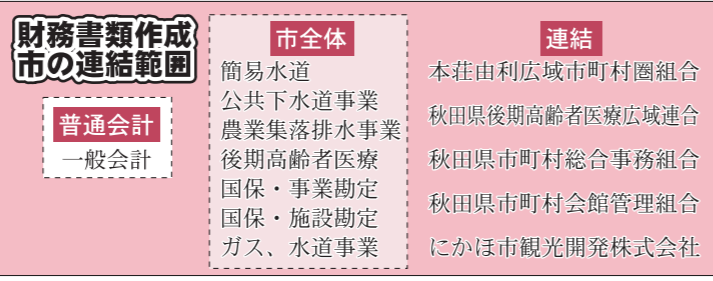 財務書類作成
市の連結範囲
普通会計
一般会計
市全体
簡易水道
公共下水道事業
農業集落排水事業
後期高齢者医療
国保・事業勘定
国保・施設勘定
ガス、水道事業
連結
本荘由利広域市町村圏組合
秋田県後期高齢者医療広域連合
秋田県市町村総合事務組合
秋田県市町村会館管理組合
にかほ市観光開発株式会社